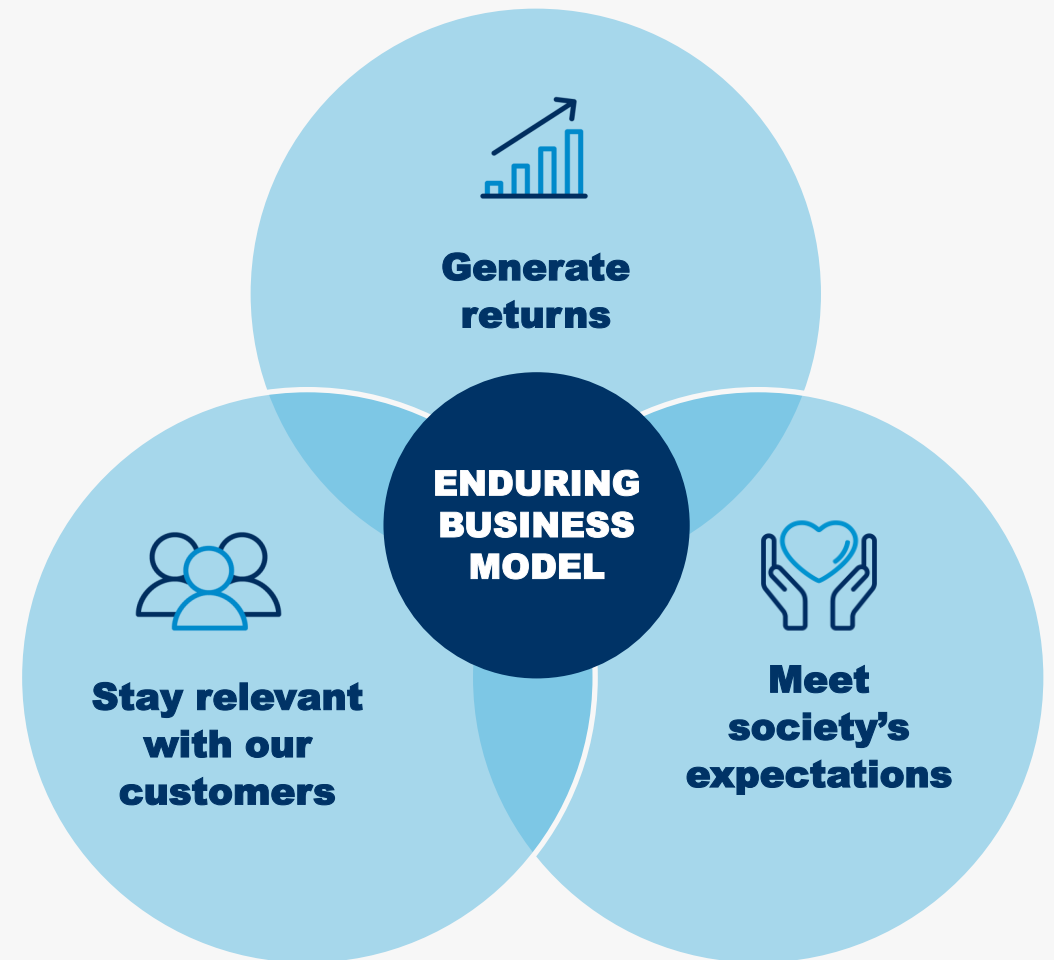 Generate
returns
ENDURING
BUSINESS
MODEL
Stay relevant
with our
customers
Meet
society’s
expectations